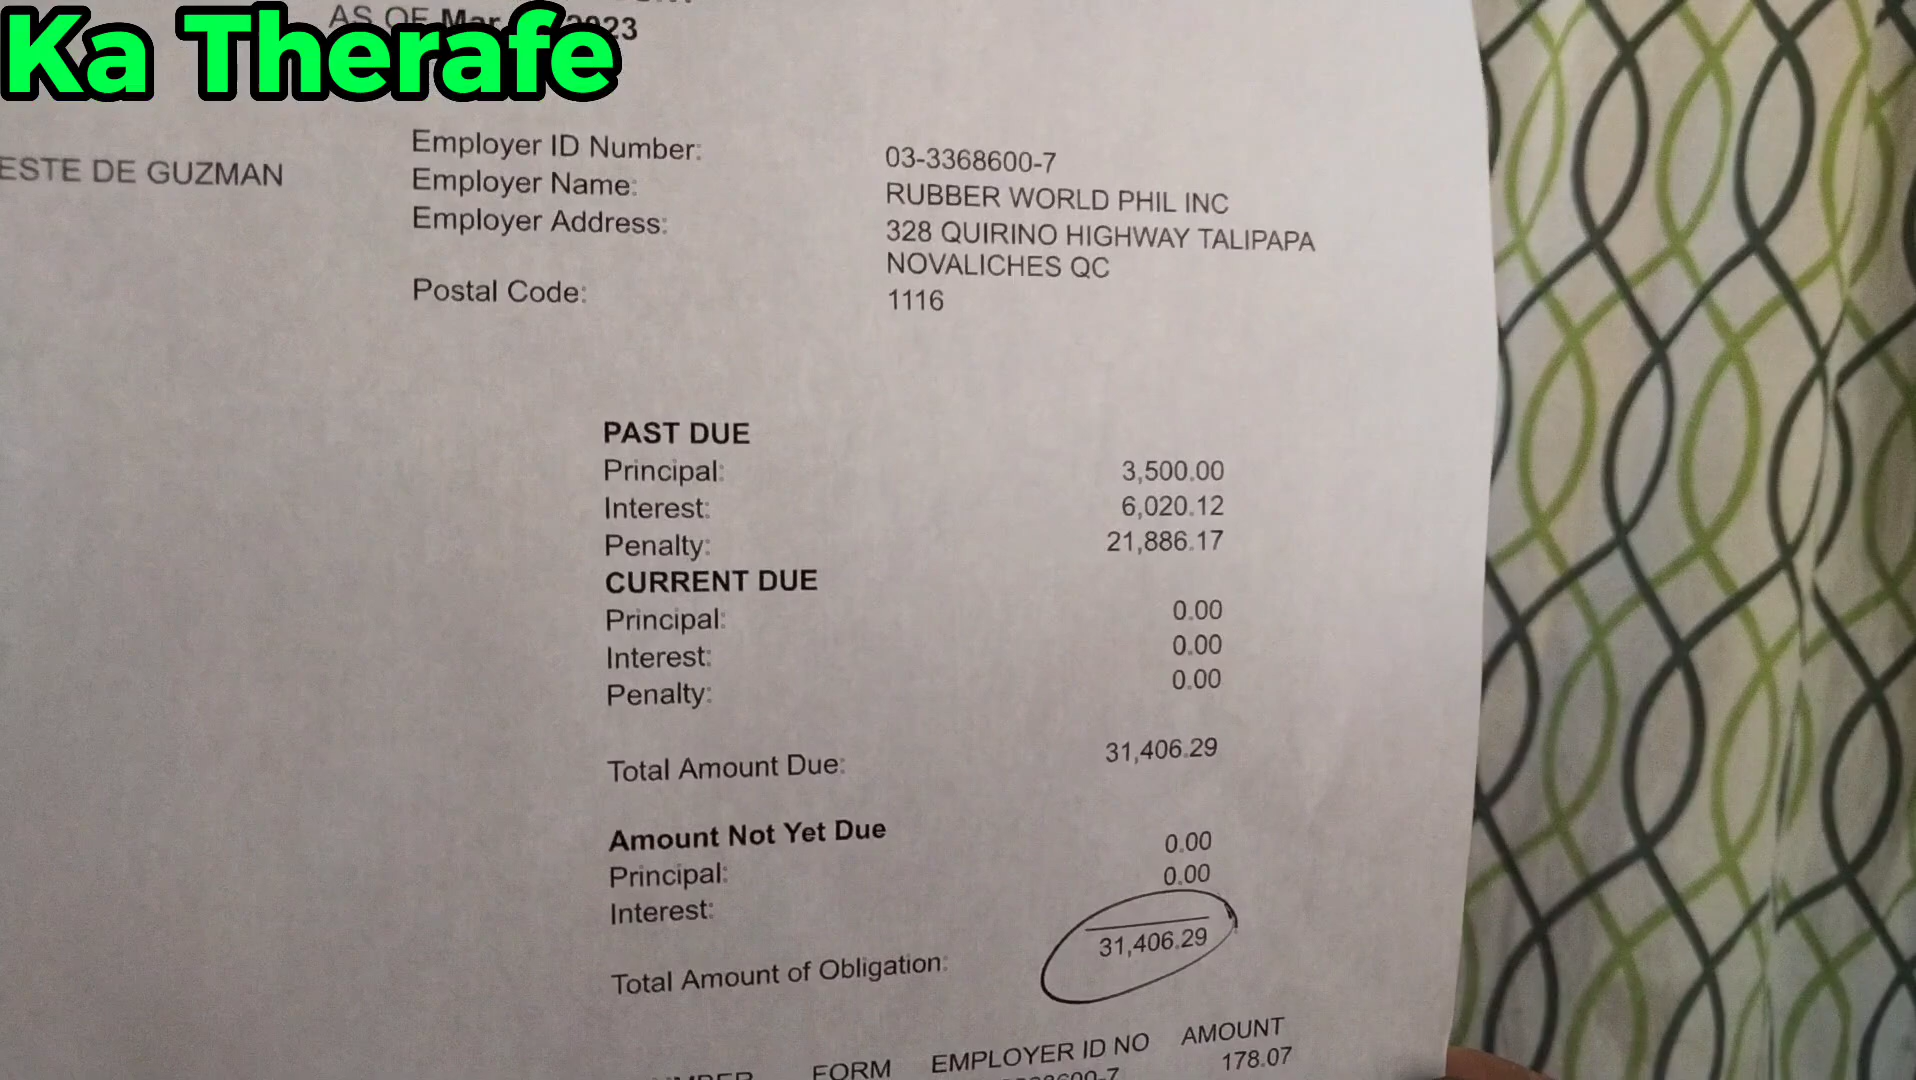 AS OF Mar 23
Ka Therafe
ESTE DE GUZMAN
Employer ID Number: 03-3368600-7
Employer Name: RUBBER WORLD PHIL INC
Employer Address: 328 QUIRINO HIGHWAY TALIPAPA
NOVALICHES QC
Postal Code: 1116
PAST DUE
Principal: 3,500.00
Interest: 6,020.12
Penalty: 21,886.17
CURRENT DUE
Principal: 0.00
Interest: 0.00
Penalty: 0.00
Total Amount Due: 31,406.29
Amount Not Yet Due
Principal: 0.00
Interest: 0.00
Total Amount of Obligation: 31,406.29
FORM EMPLOYER ID NO AMOUNT
600-7 178.07